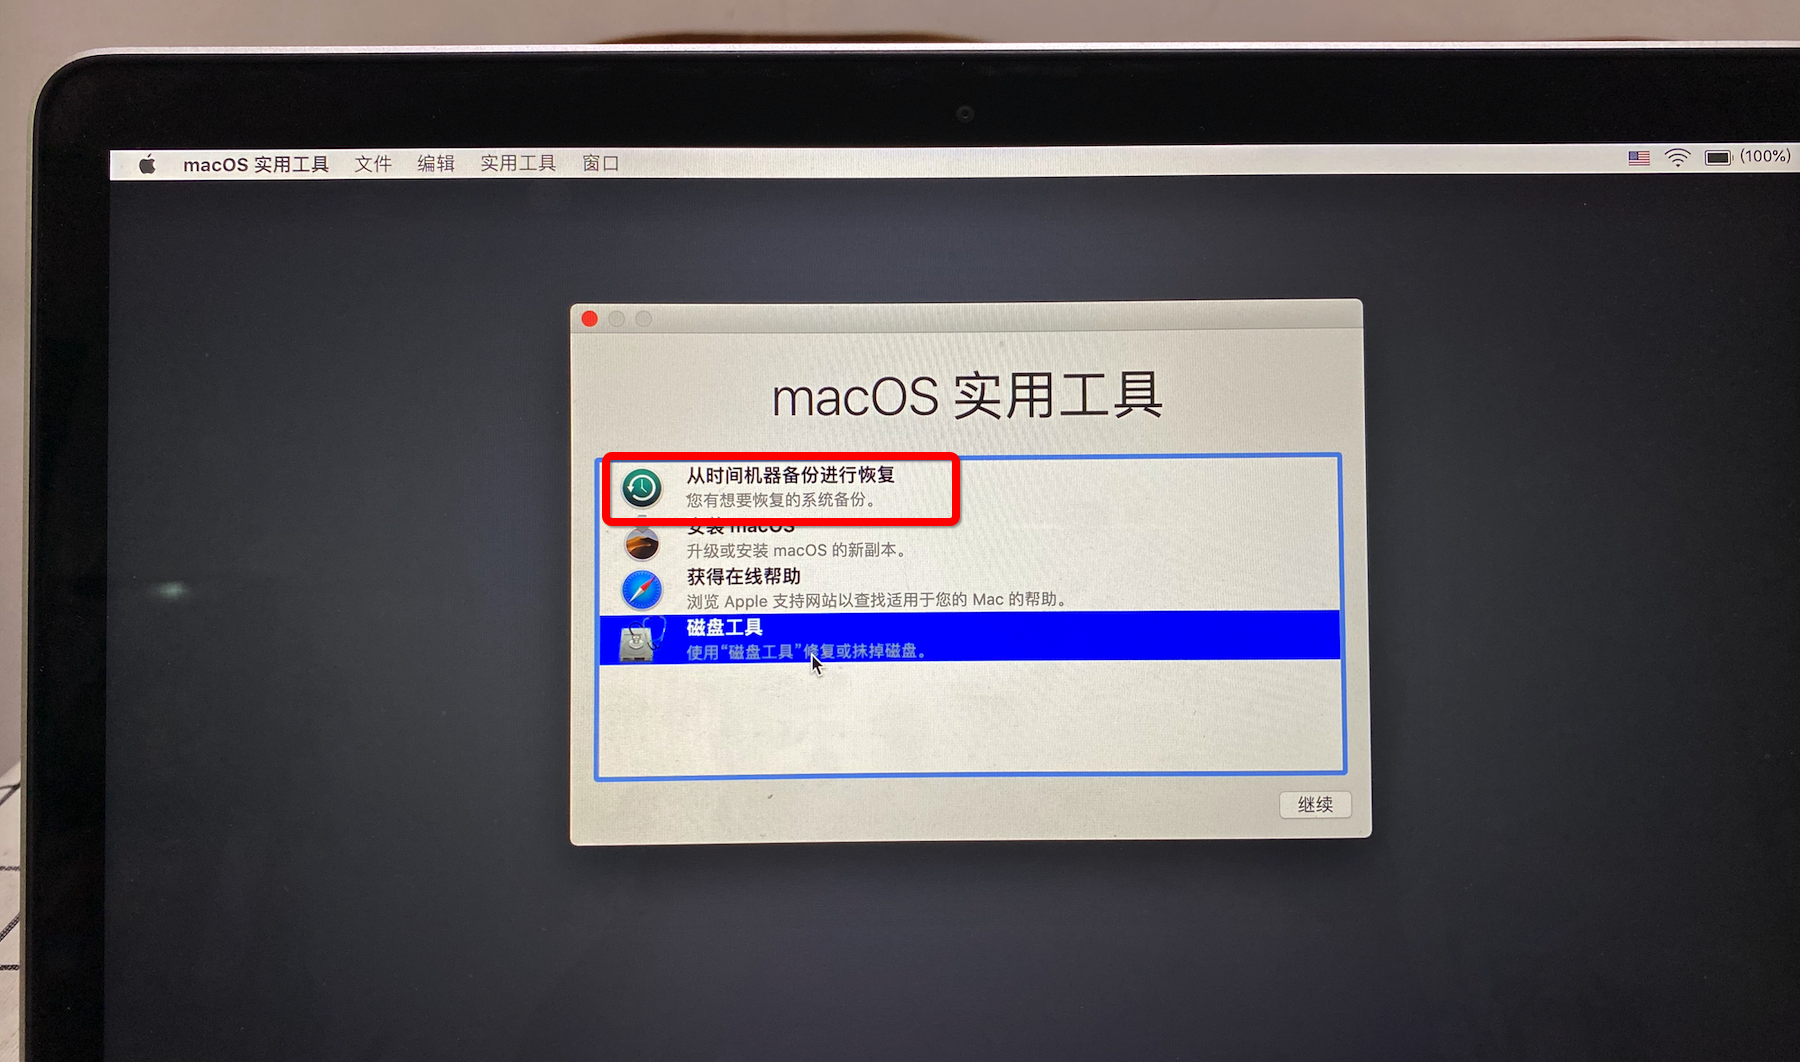 macOS 实用工具 文件 编辑 实用工具 窗口 (100%)
macOS 实用工具
从时间机器备份进行恢复
您有想要恢复的系统备份。
安装 macOS
升级或安装 macOS 的新副本。
获得在线帮助
浏览 Apple 支持网站以查找适用于您的 Mac 的帮助。
磁盘工具
使用“磁盘工具”修复或抹掉磁盘。
继续